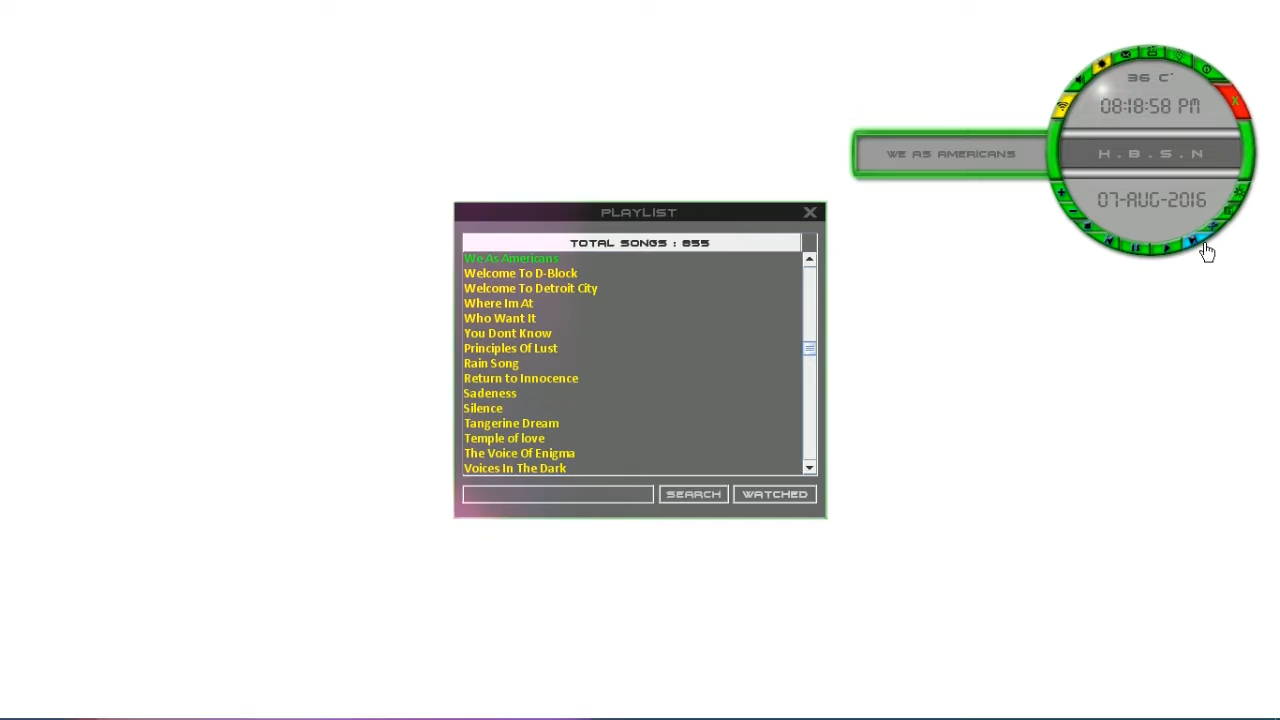 36 C°
08:18:58 PM
WE AS AMERICANS
H . B . S . N
07-AUG-2016
PLAYLIST
X
TOTAL SONGS : 855
We As Americans
Welcome To D-Block
Welcome To Detroit City
Where Im At
Who Want It
You Dont Know
Principles Of Lust
Rain Song
Return to Innocence
Sadeness
Silence
Tangerine Dream
Temple of love
The Voice Of Enigma
Voices In The Dark
SEARCH
WATCHED